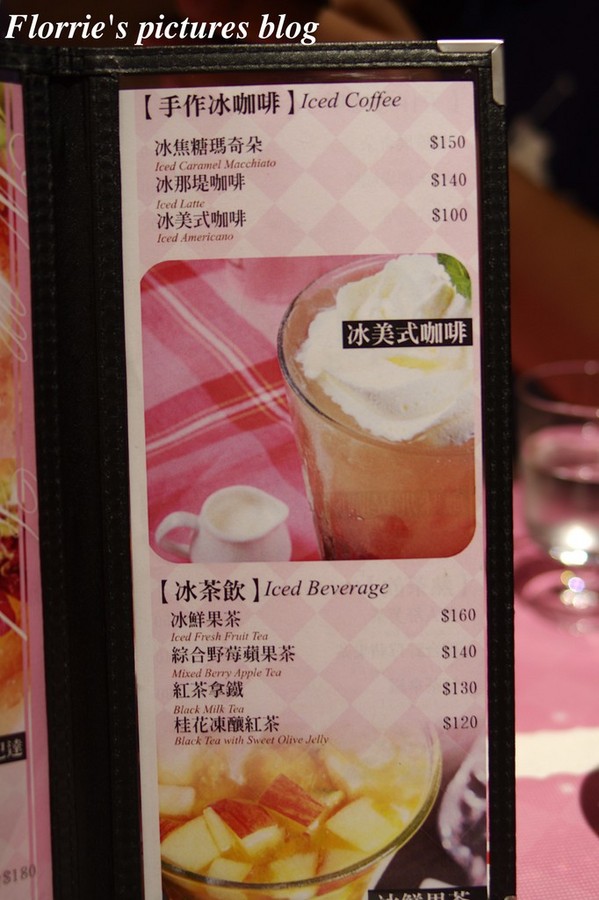 Florrie's pictures blog
【手作冰咖啡】Iced Coffee
冰焦糖瑪奇朵 $150
Iced Caramel Macchiato
冰那堤咖啡 $140
Iced Latte
冰美式咖啡 $100
Iced Americano
冰美式咖啡
【冰茶飲】Iced Beverage
冰鮮果茶 $160
Iced Fresh Fruit Tea
綜合野莓蘋果茶 $140
Mixed Berry Apple Tea
紅茶拿鐵 $130
Black Milk Tea
桂花凍釀紅茶 $120
Black Tea with Sweet Olive Jelly
冰鮮果茶
$180